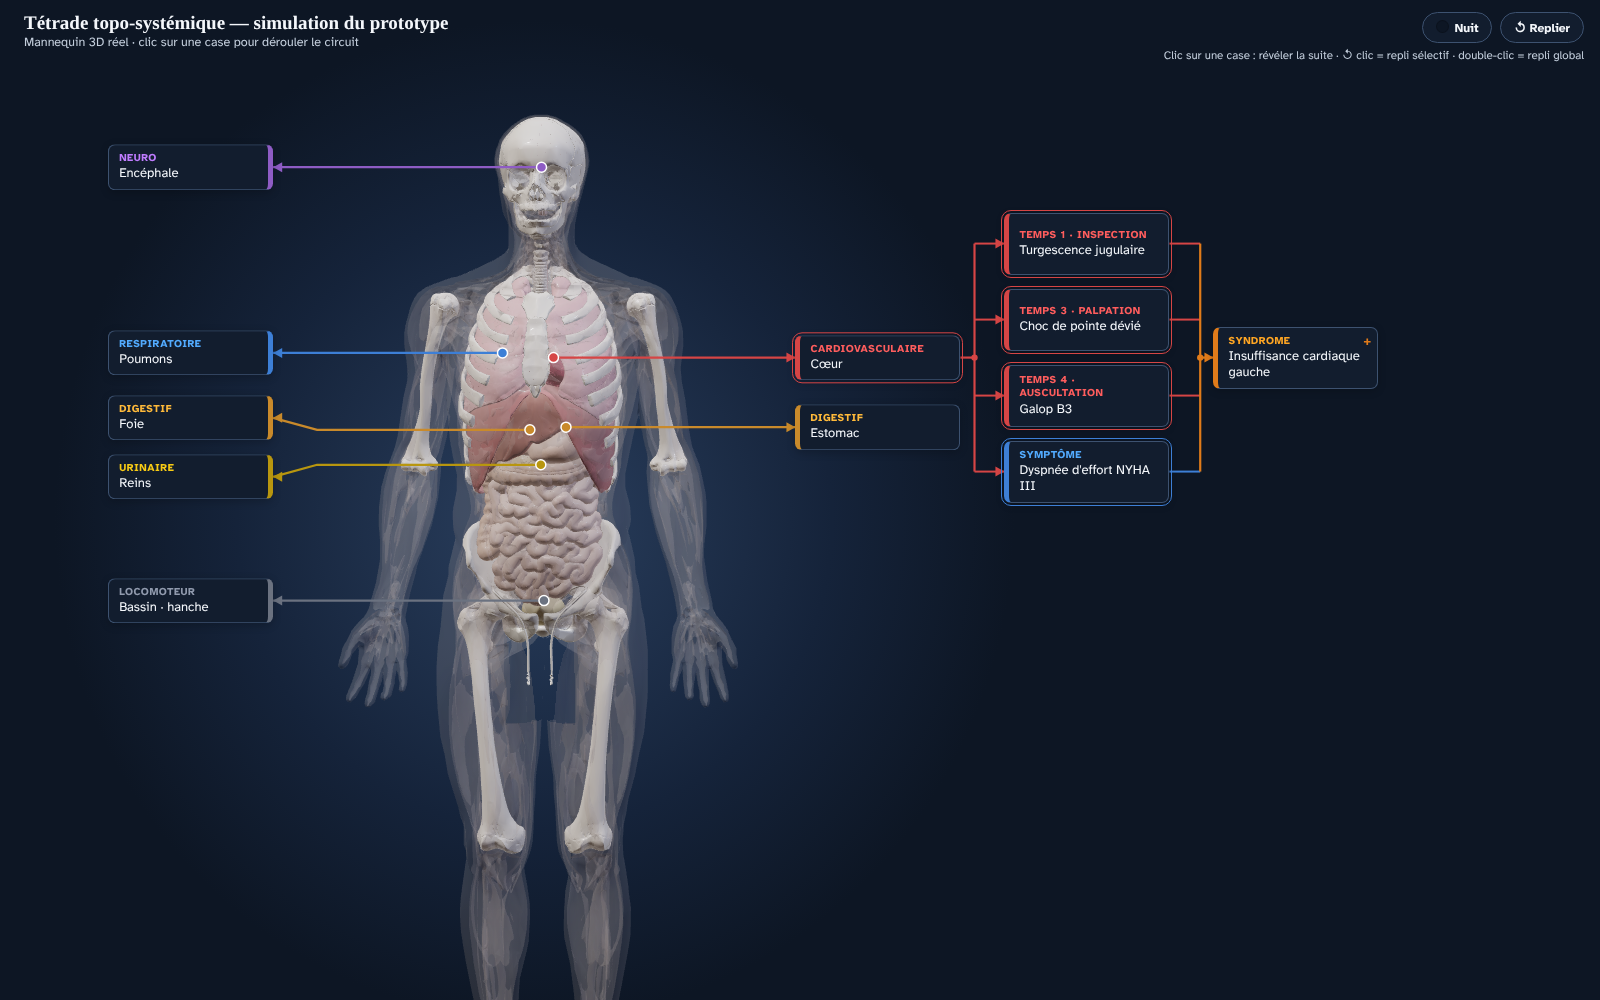 Tétrade topo-systémique — simulation du prototype
Mannequin 3D réel · clic sur une case pour dérouler le circuit
Nuit
↺ Replier
Clic sur une case : révéler la suite · ↺ clic = repli sélectif · double-clic = repli global
NEURO
Encéphale
RESPIRATOIRE
Poumons
DIGESTIF
Foie
URINAIRE
Reins
LOCOMOTEUR
Bassin · hanche
CARDIOVASCULAIRE
Cœur
DIGESTIF
Estomac
TEMPS 1 · INSPECTION
Turgescence jugulaire
TEMPS 3 · PALPATION
Choc de pointe dévié
TEMPS 4 ·
AUSCULTATION
Galop B3
SYMPTÔME
Dyspnée d'effort NYHA
III
SYNDROME +
Insuffisance cardiaque
gauche